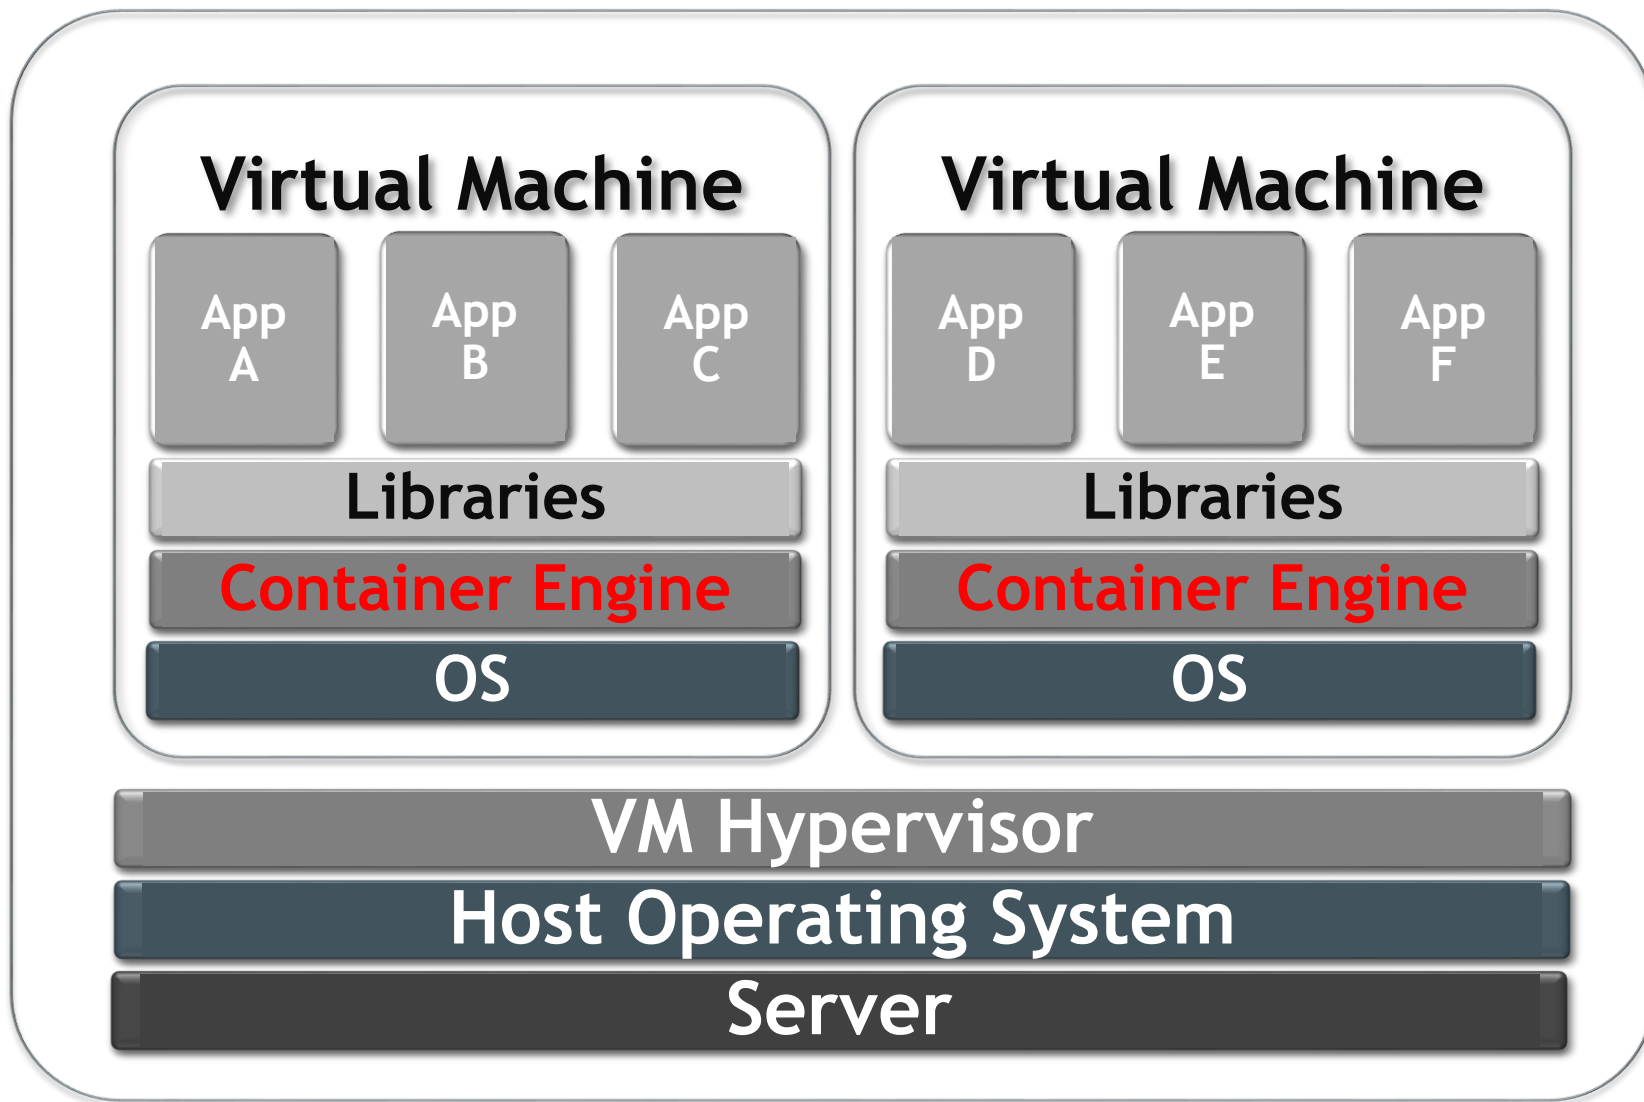 Virtual Machine
App
A
App
B
App
C
Libraries
Container Engine
OS
Virtual Machine
App
D
App
E
App
F
Libraries
Container Engine
OS
VM Hypervisor
Host Operating System
Server